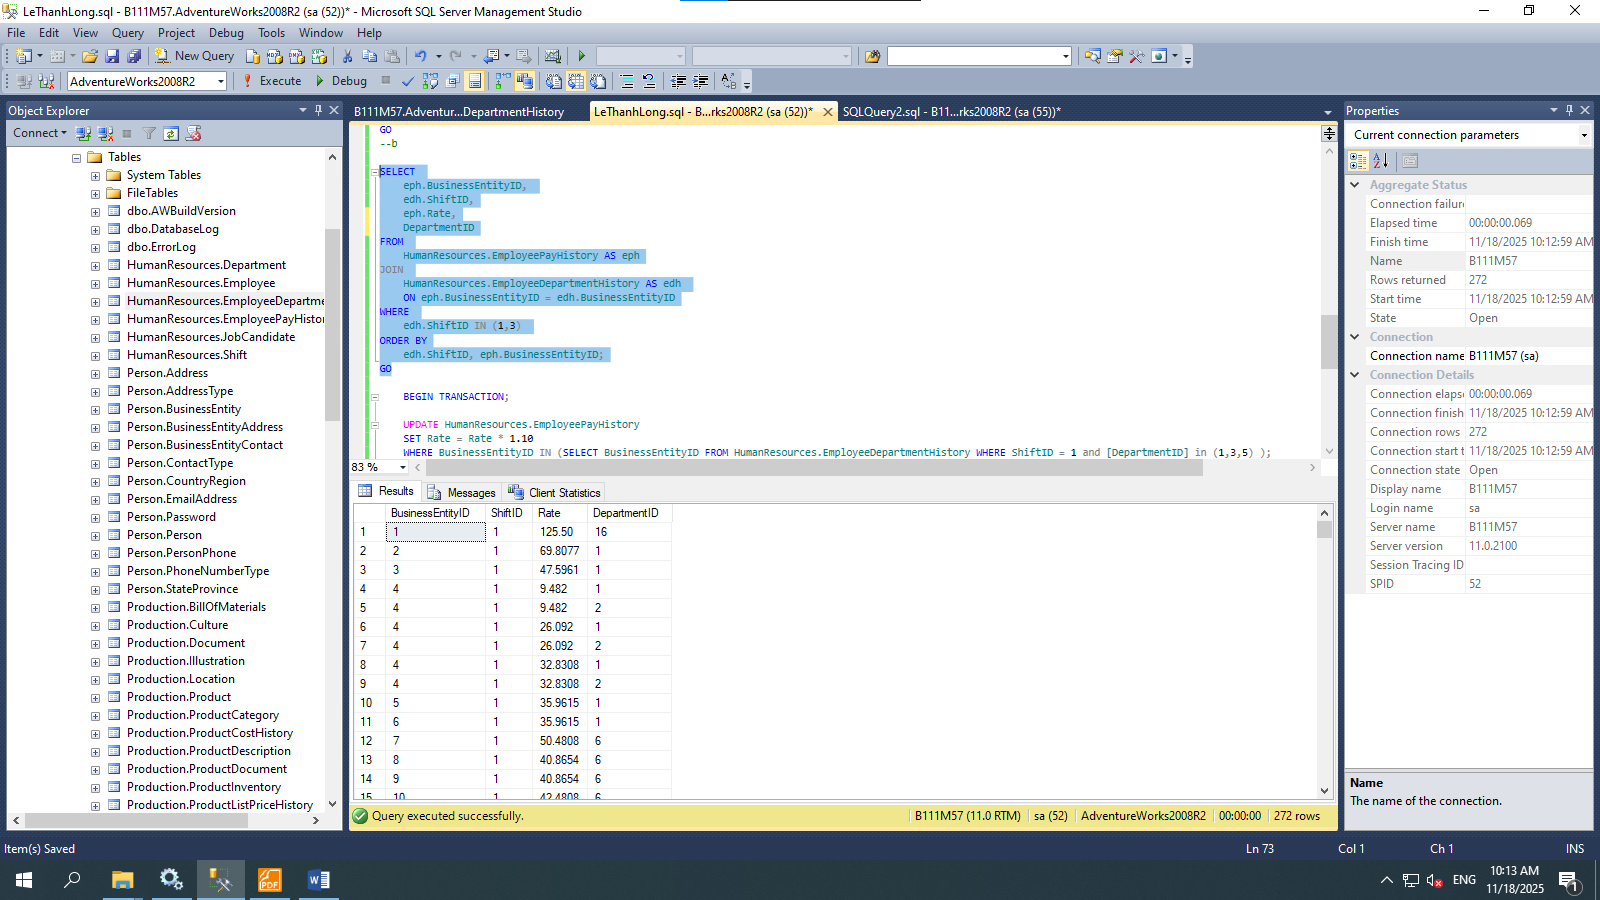 LeThanhLong.sql - B111M57.AdventureWorks2008R2 (sa (52))* - Microsoft SQL Server Management Studio
File Edit View Query Project Debug Tools Window Help
New Query
AdventureWorks2008R2 Execute Debug
Object Explorer
Connect
Tables
System Tables
FileTables
dbo.AWBuildVersion
dbo.DatabaseLog
dbo.ErrorLog
HumanResources.Department
HumanResources.Employee
HumanResources.EmployeeDepartme
HumanResources.EmployeePayHistor
HumanResources.JobCandidate
HumanResources.Shift
Person.Address
Person.AddressType
Person.BusinessEntity
Person.BusinessEntityAddress
Person.BusinessEntityContact
Person.ContactType
Person.CountryRegion
Person.EmailAddress
Person.Password
Person.Person
Person.PersonPhone
Person.PhoneNumberType
Person.StateProvince
Production.BillOfMaterials
Production.Culture
Production.Document
Production.Illustration
Production.Location
Production.Product
Production.ProductCategory
Production.ProductCostHistory
Production.ProductDescription
Production.ProductDocument
Production.ProductInventory
Production.ProductListPriceHistory
B111M57.Adventur...DepartmentHistory LeThanhLong.sql - B...rks2008R2 (sa (52))* SQLQuery2.sql - B11...rks2008R2 (sa (55))*
GO
--b
SELECT
eph.BusinessEntityID,
edh.ShiftID,
eph.Rate,
DepartmentID
FROM
HumanResources.EmployeePayHistory AS eph
JOIN
HumanResources.EmployeeDepartmentHistory AS edh
ON eph.BusinessEntityID = edh.BusinessEntityID
WHERE
edh.ShiftID IN (1,3)
ORDER BY
edh.ShiftID, eph.BusinessEntityID;
GO
BEGIN TRANSACTION;
UPDATE HumanResources.EmployeePayHistory
SET Rate = Rate * 1.10
WHERE BusinessEntityID IN (SELECT BusinessEntityID FROM HumanResources.EmployeeDepartmentHistory WHERE ShiftID = 1 and [DepartmentID] in (1,3,5) );
83 %
Results Messages Client Statistics
BusinessEntityID ShiftID Rate DepartmentID
1 1 1 125.50 16
2 2 1 69.8077 1
3 3 1 47.5961 1
4 4 1 9.482 1
5 4 1 9.482 2
6 4 1 26.092 1
7 4 1 26.092 2
8 4 1 32.8308 1
9 4 1 32.8308 2
10 5 1 35.9615 1
11 6 1 35.9615 1
12 7 1 50.4808 6
13 8 1 40.8654 6
14 9 1 40.8654 6
15 10 1 42.4808 6
Query executed successfully. B111M57 (11.0 RTM) sa (52) AdventureWorks2008R2 00:00:00 272 rows
Properties
Current connection parameters
Aggregate Status
Connection failure
Elapsed time 00:00:00.069
Finish time 11/18/2025 10:12:59 AM
Name B111M57
Rows returned 272
Start time 11/18/2025 10:12:59 AM
State Open
Connection
Connection name B111M57 (sa)
Connection Details
Connection elaps 00:00:00.069
Connection finish 11/18/2025 10:12:59 AM
Connection rows 272
Connection start t 11/18/2025 10:12:59 AM
Connection state Open
Display name B111M57
Login name sa
Server name B111M57
Server version 11.0.2100
Session Tracing ID
SPID 52
Name
The name of the connection.
Item(s) Saved Ln 73 Col 1 Ch 1 INS
PDF
ENG
10:13 AM
11/18/2025
1